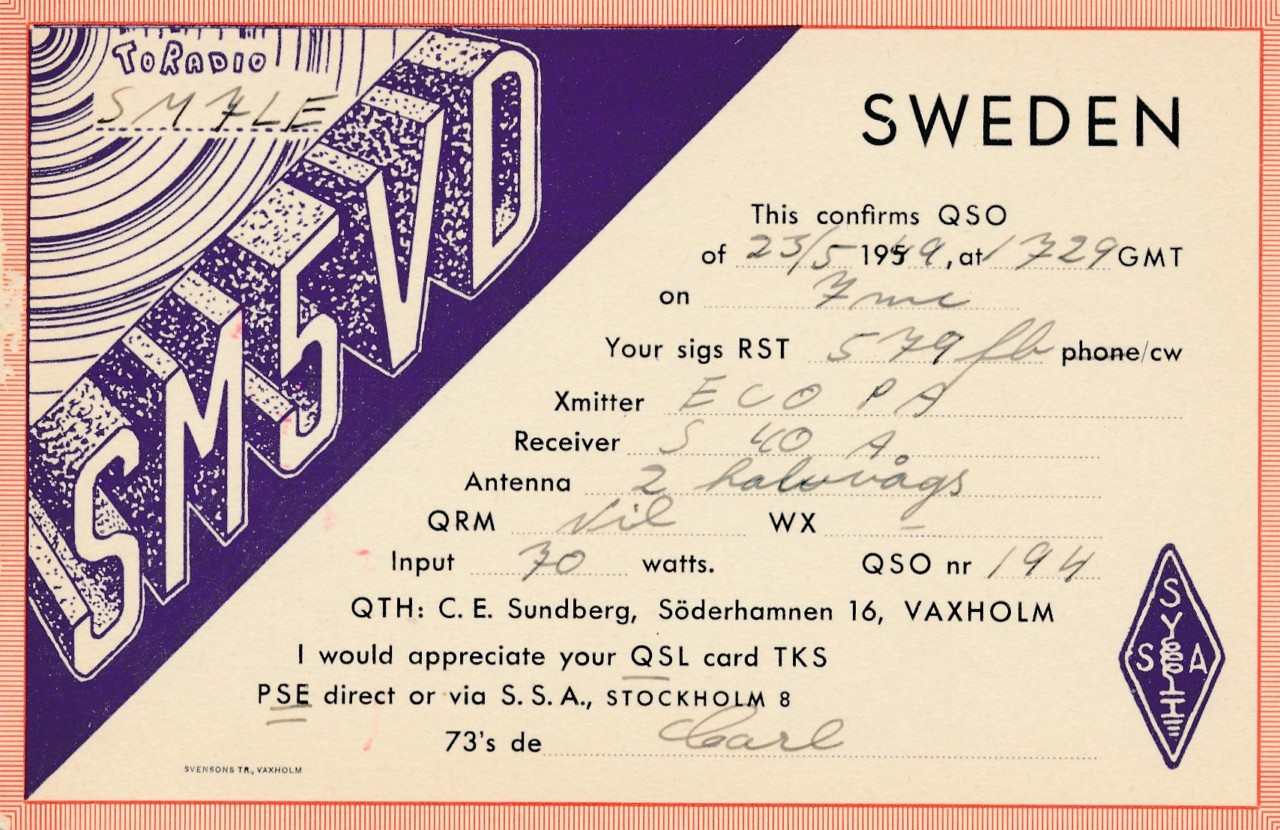 TO RADIO
SM7LE
SM5VD
SWEDEN
This confirms QSO
of 23/5 1949, at 1729 GMT
on 7 mc
Your sigs RST 579 fb phone/cw
Xmitter ECO PA
Receiver S 40 A.
Antenna 2 halvvågs
QRM Nil WX –
Input 70 watts. QSO nr 194
QTH: C. E. Sundberg, Söderhamnen 16, VAXHOLM
I would appreciate your QSL card TKS
PSE direct or via S. S. A., STOCKHOLM 8
73's de Carl
SVENSONS TR., VAXHOLM
S
S A